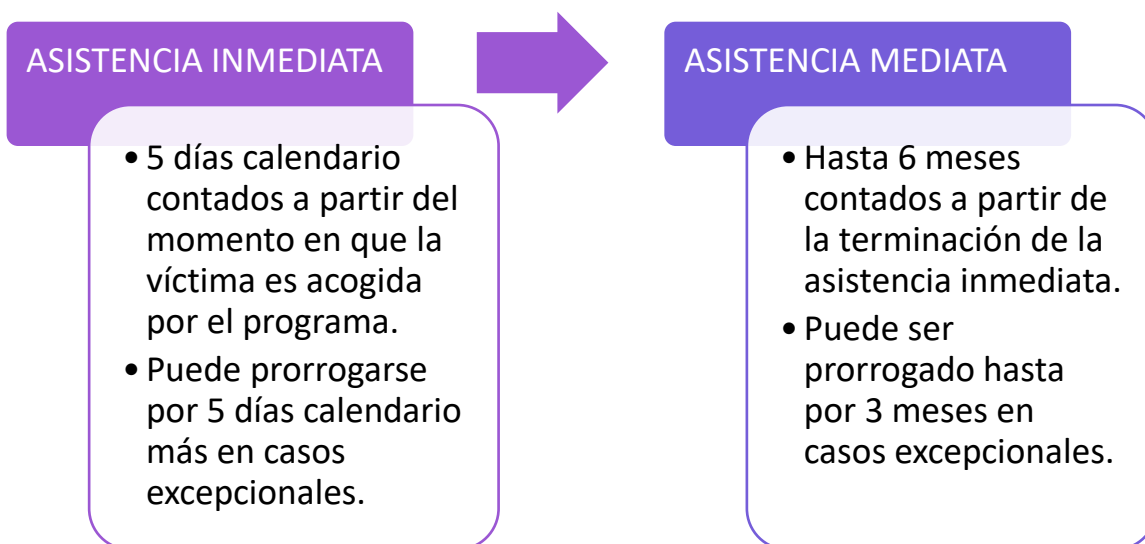 ASISTENCIA INMEDIATA
• 5 días calendario
contados a partir del
momento en que la
víctima es acogida
por el programa.
• Puede prorrogarse
por 5 días calendario
más en casos
excepcionales.
ASISTENCIA MEDIATA
• Hasta 6 meses
contados a partir de
la terminación de la
asistencia inmediata.
• Puede ser
prorrogado hasta
por 3 meses en
casos excepcionales.